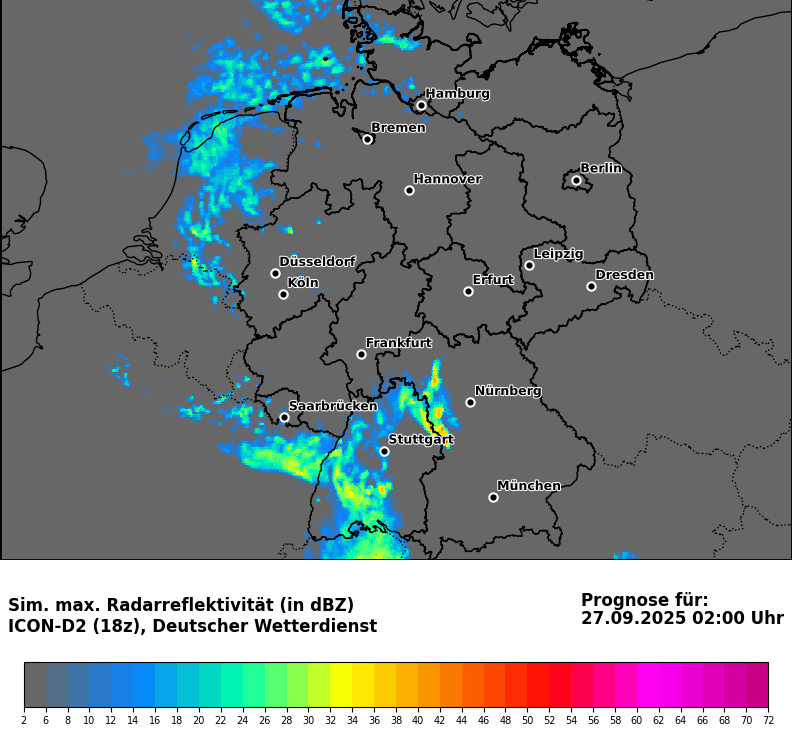 Hamburg
Bremen
Hannover
Berlin
Düsseldorf
Leipzig
Köln
Erfurt
Dresden
Frankfurt
Saarbrücken
Nürnberg
Stuttgart
München
Sim. max. Radarreflektivität (in dBZ)
ICON-D2 (18z), Deutscher Wetterdienst
Prognose für:
27.09.2025 02:00 Uhr
2 6 8 10 12 14 16 18 20 22 24 26 28 30 32 34 36 38 40 42 44 46 48 50 52 54 56 58 60 62 64 66 68 70 72